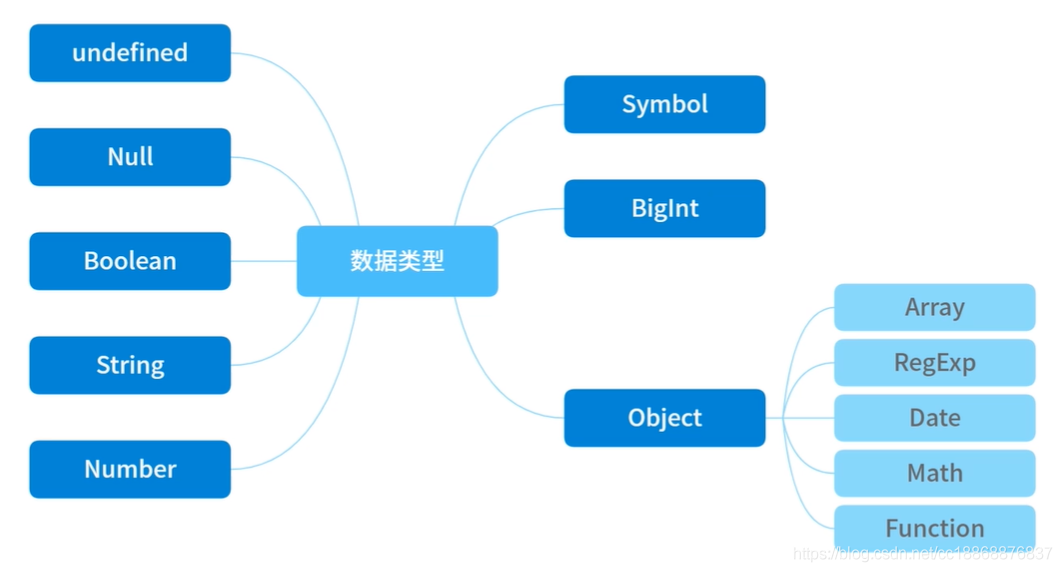 undefined
Null
Boolean
String
Number
数据类型
Symbol
BigInt
Object
Array
RegExp
Date
Math
Function
https://blog.csdn.net/cc18868876837